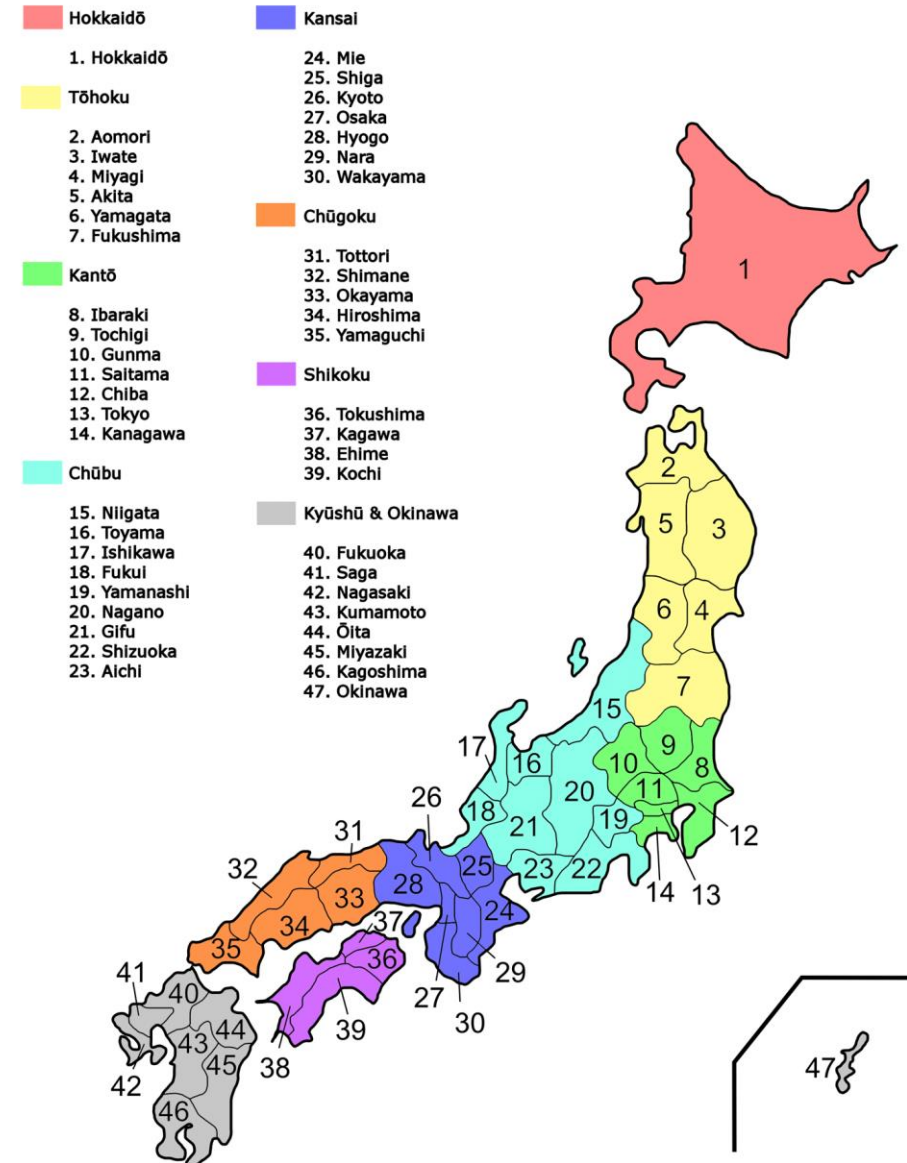 Hokkaidō
1. Hokkaidō
Tōhoku
2. Aomori
3. Iwate
4. Miyagi
5. Akita
6. Yamagata
7. Fukushima
Kantō
8. Ibaraki
9. Tochigi
10. Gunma
11. Saitama
12. Chiba
13. Tokyo
14. Kanagawa
Chūbu
15. Niigata
16. Toyama
17. Ishikawa
18. Fukui
19. Yamanashi
20. Nagano
21. Gifu
22. Shizuoka
23. Aichi
Kansai
24. Mie
25. Shiga
26. Kyoto
27. Osaka
28. Hyogo
29. Nara
30. Wakayama
Chūgoku
31. Tottori
32. Shimane
33. Okayama
34. Hiroshima
35. Yamaguchi
Shikoku
36. Tokushima
37. Kagawa
38. Ehime
39. Kochi
Kyūshū & Okinawa
40. Fukuoka
41. Saga
42. Nagasaki
43. Kumamoto
44. Ōita
45. Miyazaki
46. Kagoshima
47. Okinawa
1
2
5
3
6
4
7
15
17
16
9
10
8
11
20
26
18
19
21
12
31
25
23
22
14
13
32
28
33
24
34
37
35
36
29
27
30
41
40
39
44
43
38
42
45
46
47